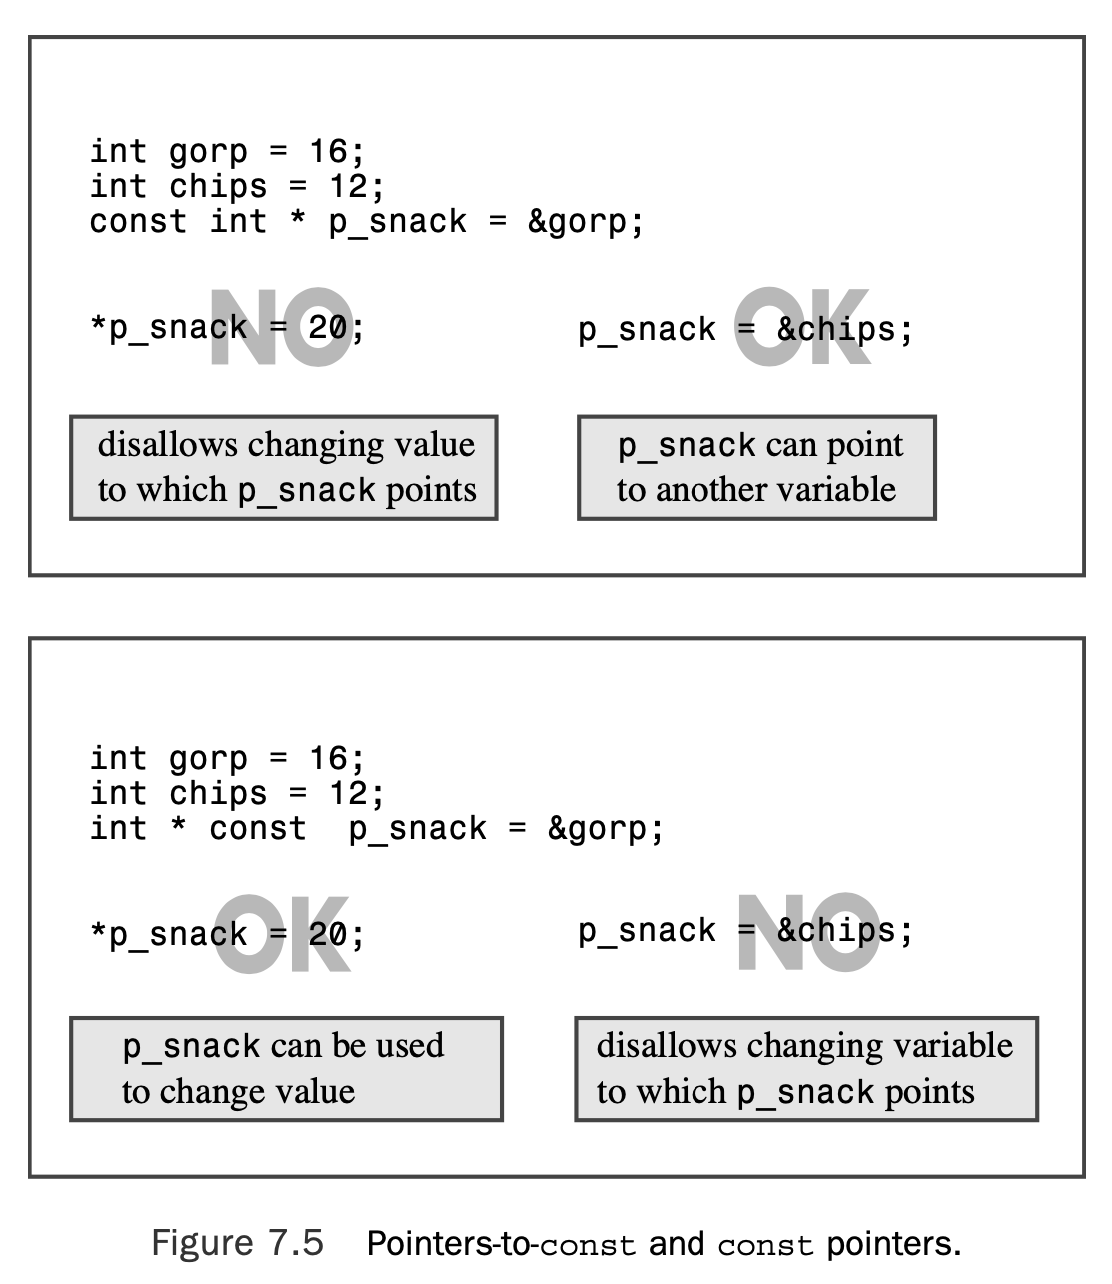 int gorp = 16;
int chips = 12;
const int * p_snack = &gorp;
NO
*p_snack = 20;
OK
p_snack = &chips;
disallows changing value
to which p_snack points
p_snack can point
to another variable
int gorp = 16;
int chips = 12;
int * const  p_snack = &gorp;
OK
*p_snack = 20;
NO
p_snack = &chips;
p_snack can be used
to change value
disallows changing variable
to which p_snack points
Figure 7.5 Pointers-to-const and const pointers.